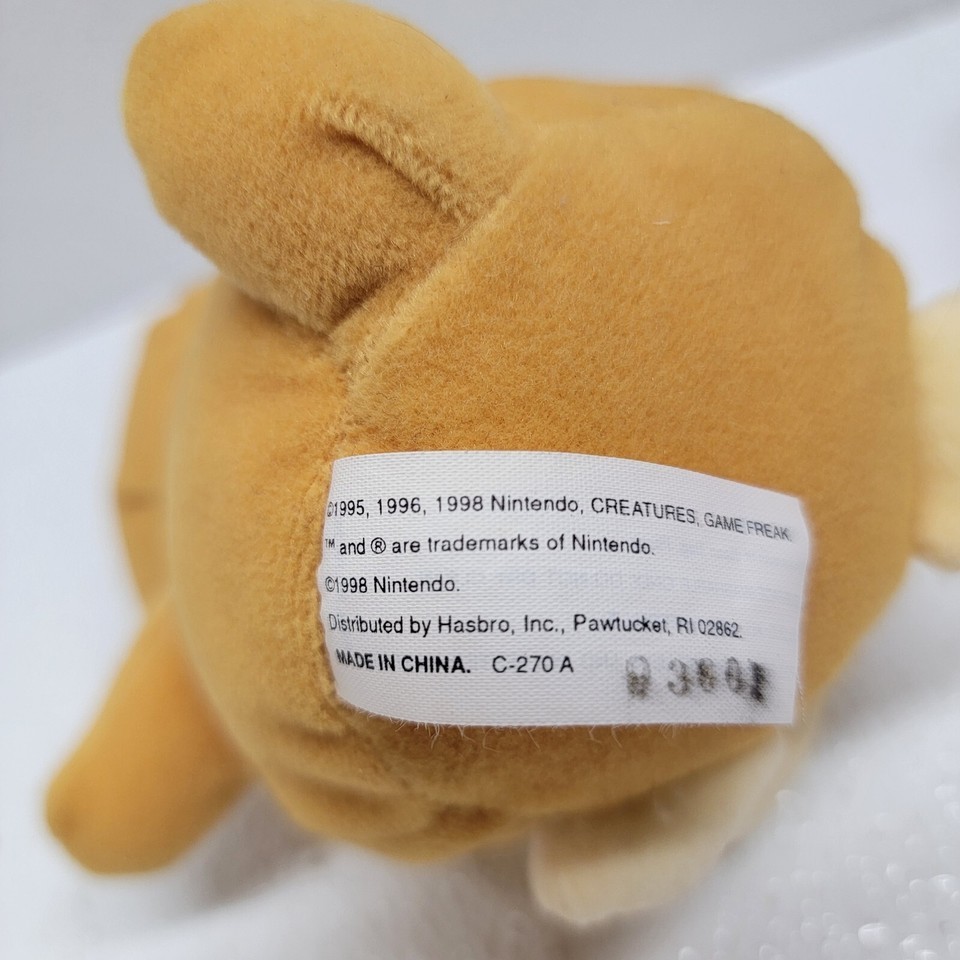 ©1995, 1996, 1998 Nintendo, CREATURES, GAME FREAK.
™ and ® are trademarks of Nintendo.
©1998 Nintendo.
Distributed by Hasbro, Inc., Pawtucket, RI 02862.
MADE IN CHINA. C-270 A